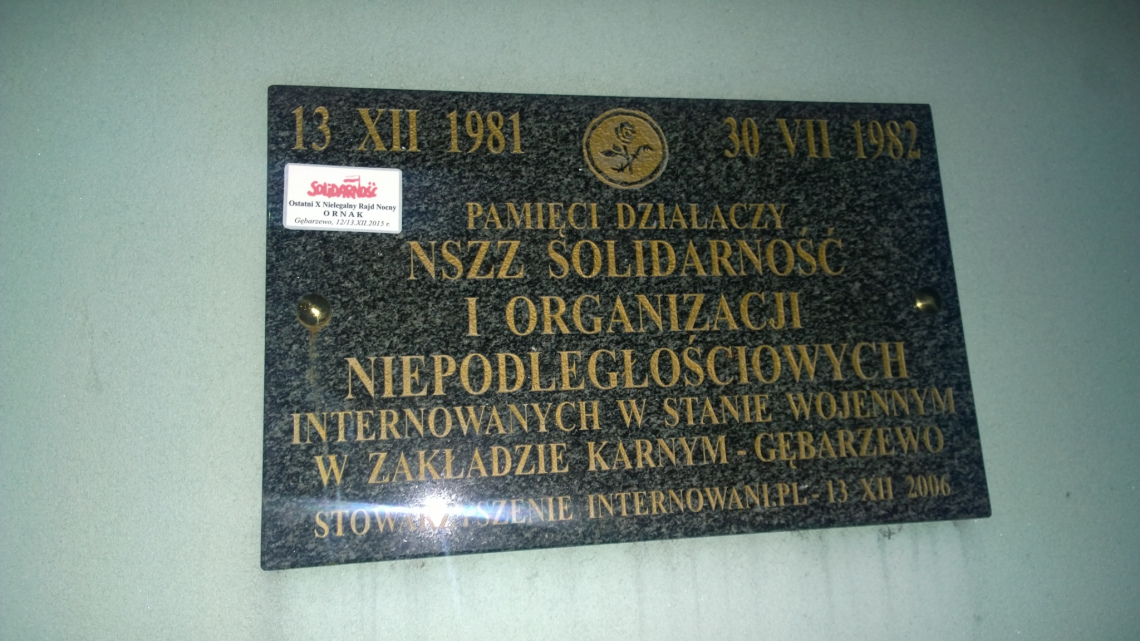 13 XII 1981 30 VII 1982
SOLIDARNOŚĆ
Ostatni X Nielegalny Rajd Nocny
ORNAK
Gębarzewo, 12/13.XII.2015 r.
PAMIĘCI DZIAŁACZY
NSZZ SOLIDARNOŚĆ
I ORGANIZACJI
NIEPODLEGŁOŚCIOWYCH
INTERNOWANYCH W STANIE WOJENNYM
W ZAKŁADZIE KARNYM - GĘBARZEWO
STOWARZYSZENIE INTERNOWANI.PL - 13 XII 2006